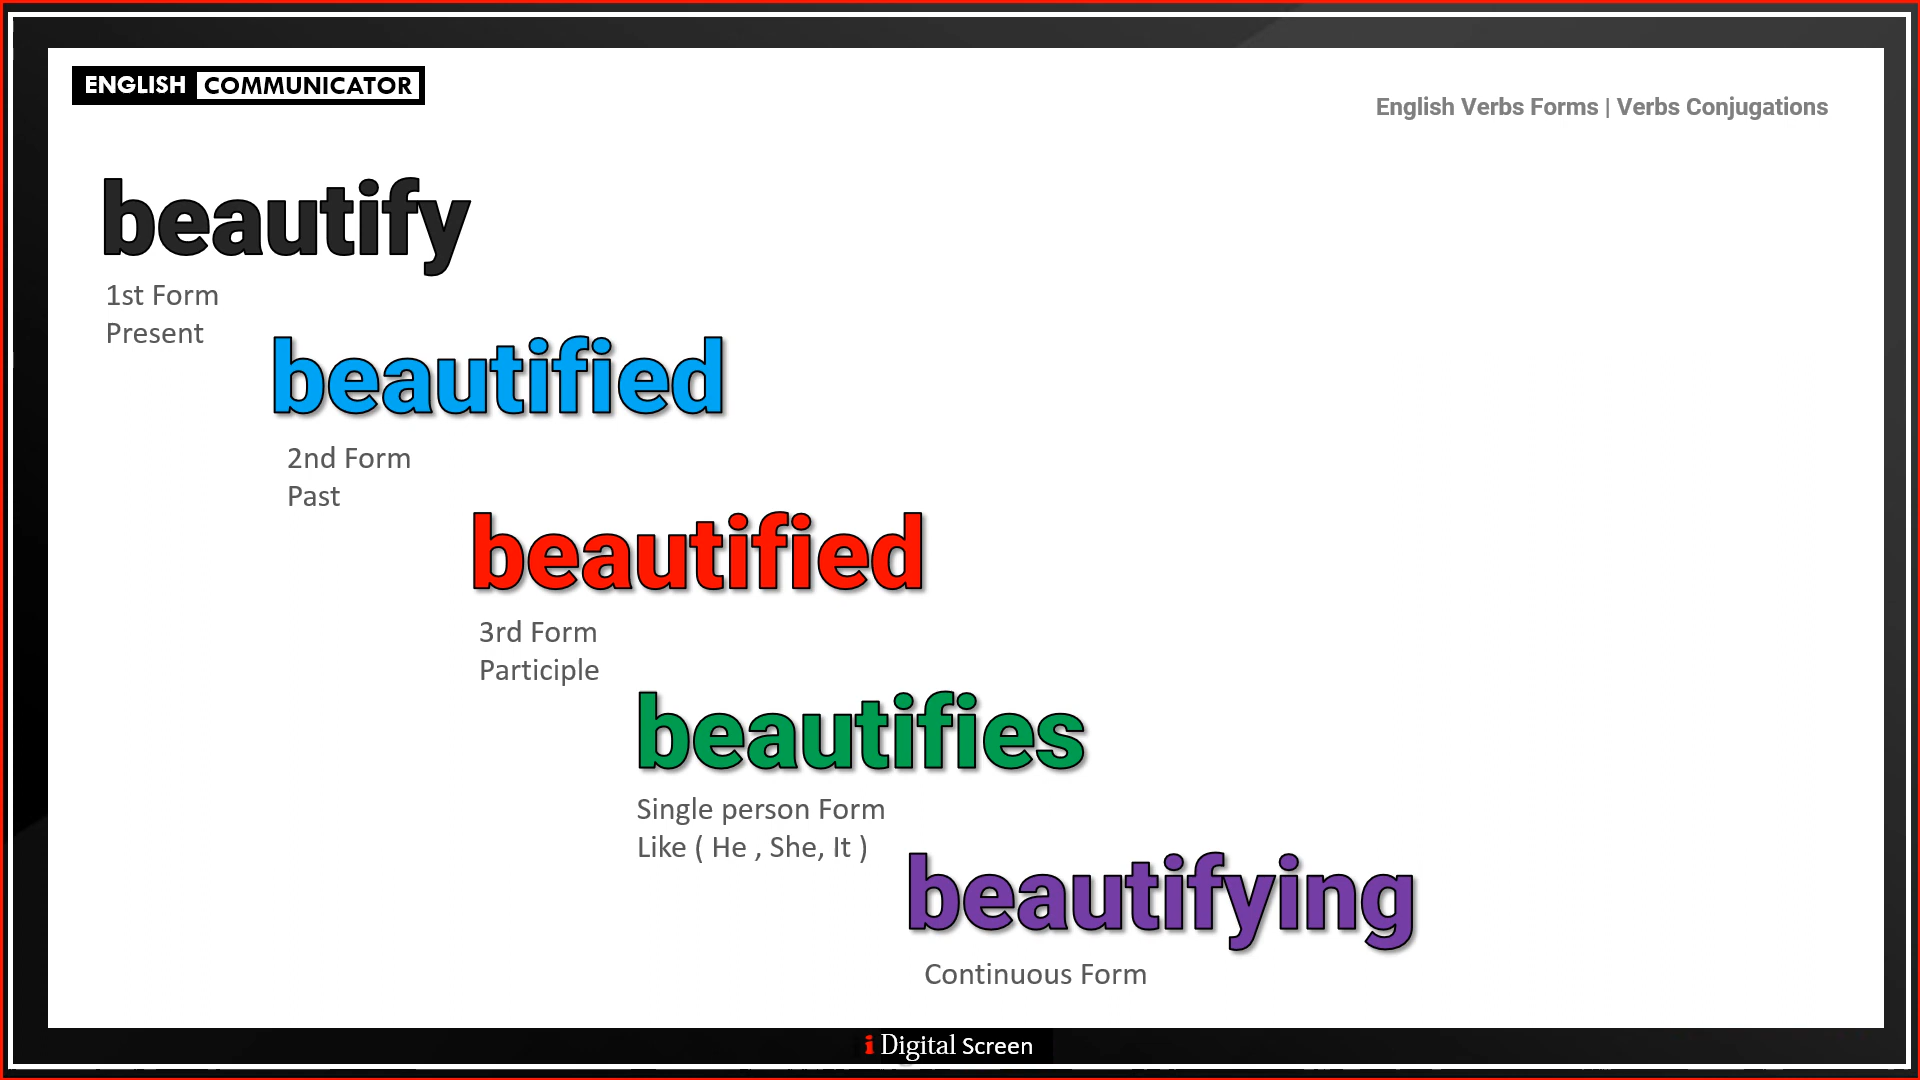 ENGLISH COMMUNICATOR
English Verbs Forms | Verbs Conjugations
beautify
1st Form
Present
beautified
2nd Form
Past
beautified
3rd Form
Participle
beautifies
Single person Form
Like ( He , She, It )
beautifying
Continuous Form
i Digital Screen